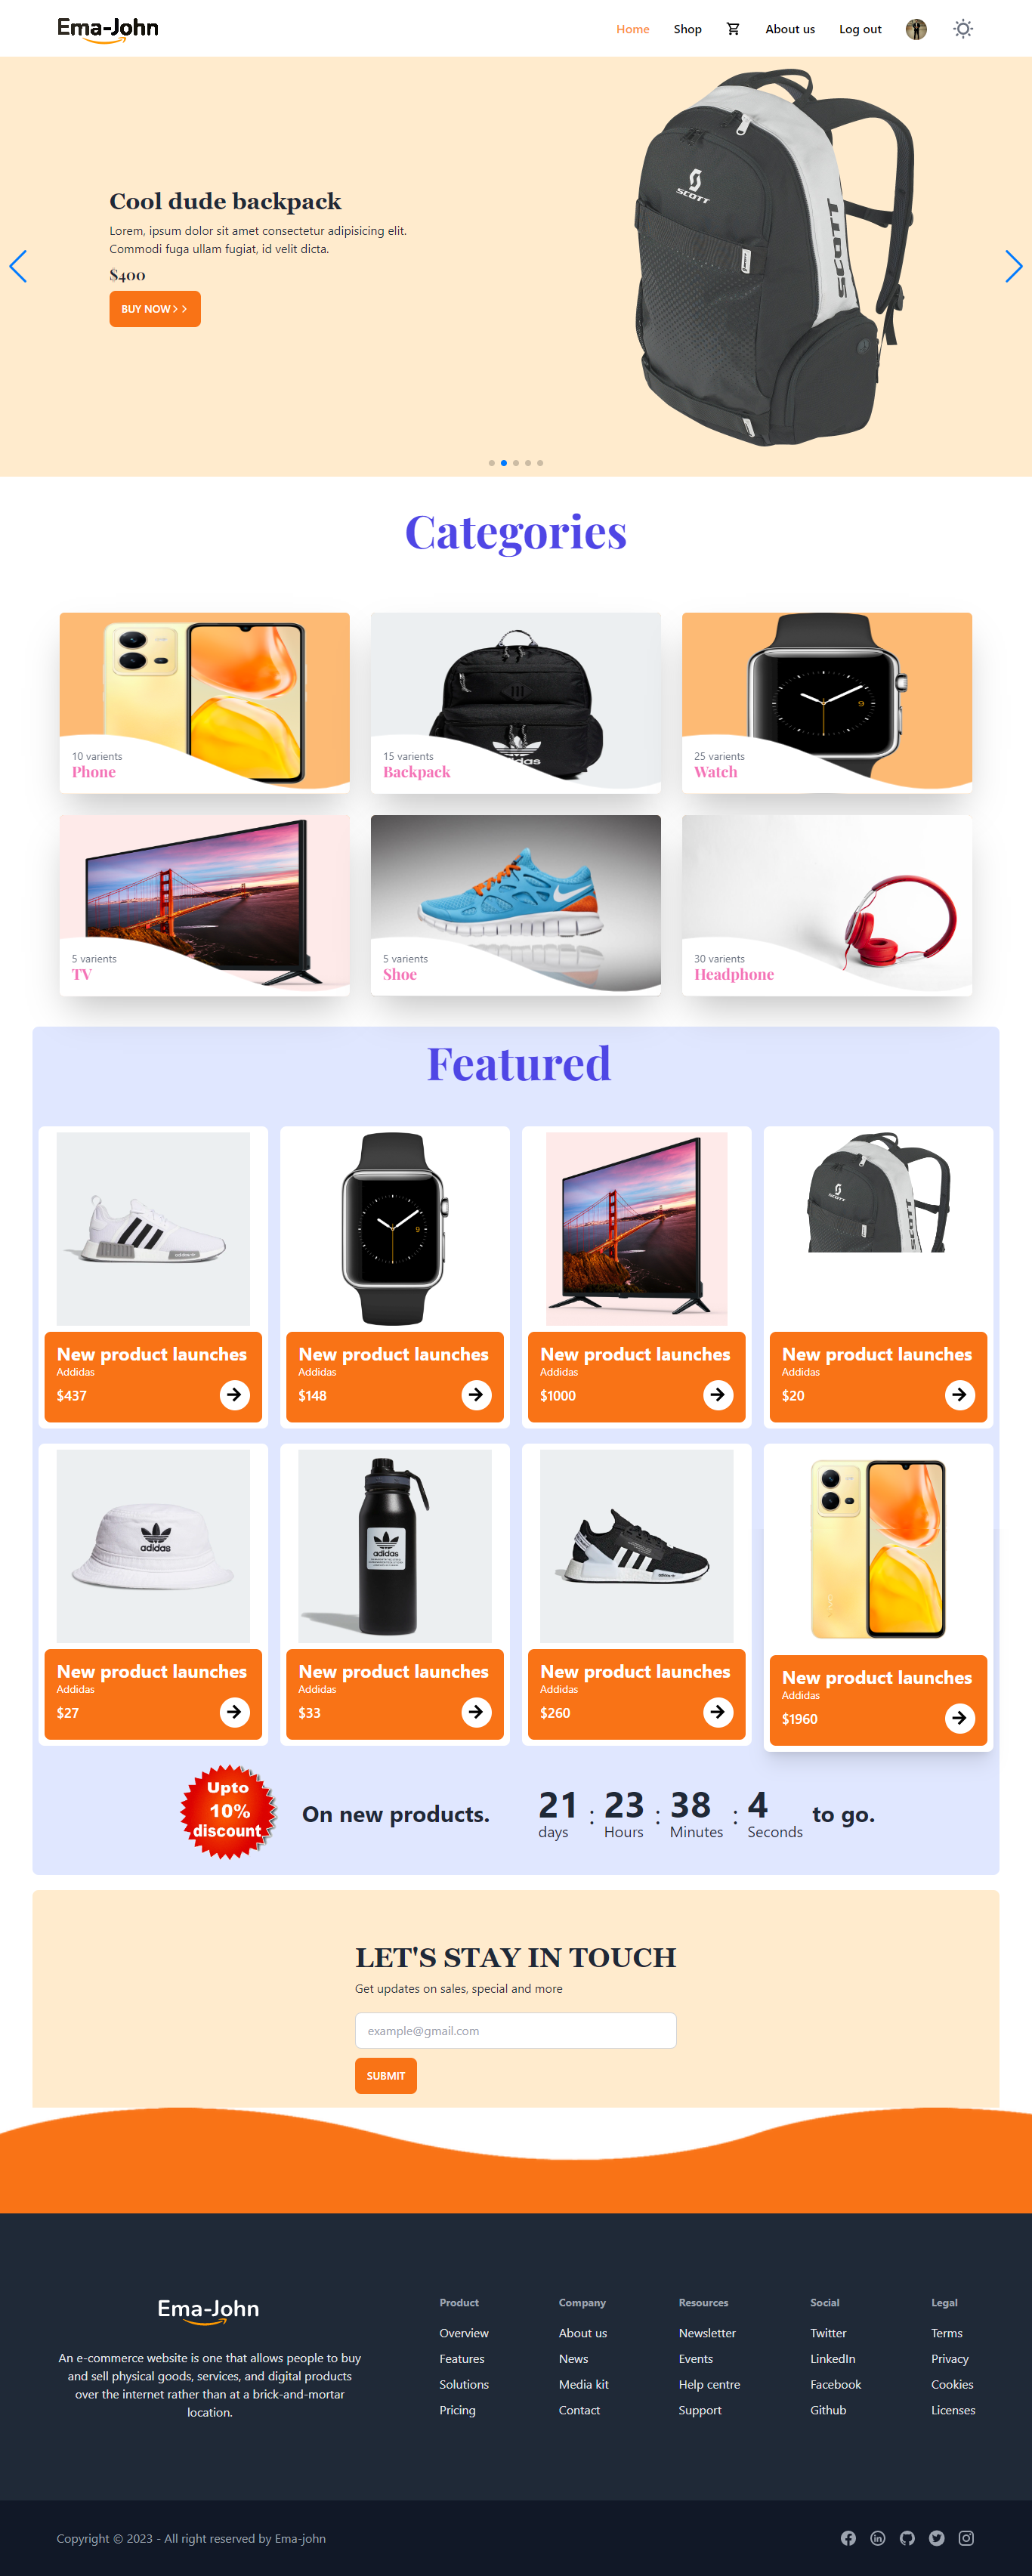 Ema-John
Home
Shop
About us
Log out
Cool dude backpack
Lorem, ipsum dolor sit amet consectetur adipisicing elit.
Commodi fuga ullam fugiat, id velit dicta.
$400
BUY NOW
SCOTT
SCOTT
Categories
10 varients
Phone
15 varients
Backpack
25 varients
Watch
9
5 varients
TV
5 varients
Shoe
30 varients
Headphone
Featured
New product launches
Addidas
$437
9
New product launches
Addidas
$148
New product launches
Addidas
$1000
SCOTT
New product launches
Addidas
$20
adidas
New product launches
Addidas
$27
adidas
New product launches
Addidas
$33
New product launches
Addidas
$260
New product launches
Addidas
$1960
Upto
10%
discount
On new products.
21 : 23 : 38 : 4
days Hours Minutes Seconds
to go.
LET'S STAY IN TOUCH
Get updates on sales, special and more
example@gmail.com
SUBMIT
Ema-John
An e-commerce website is one that allows people to buy
and sell physical goods, services, and digital products
over the internet rather than at a brick-and-mortar
location.
Product
Overview
Features
Solutions
Pricing
Company
About us
News
Media kit
Contact
Resources
Newsletter
Events
Help centre
Support
Social
Twitter
LinkedIn
Facebook
Github
Legal
Terms
Privacy
Cookies
Licenses
Copyright © 2023 - All right reserved by Ema-john